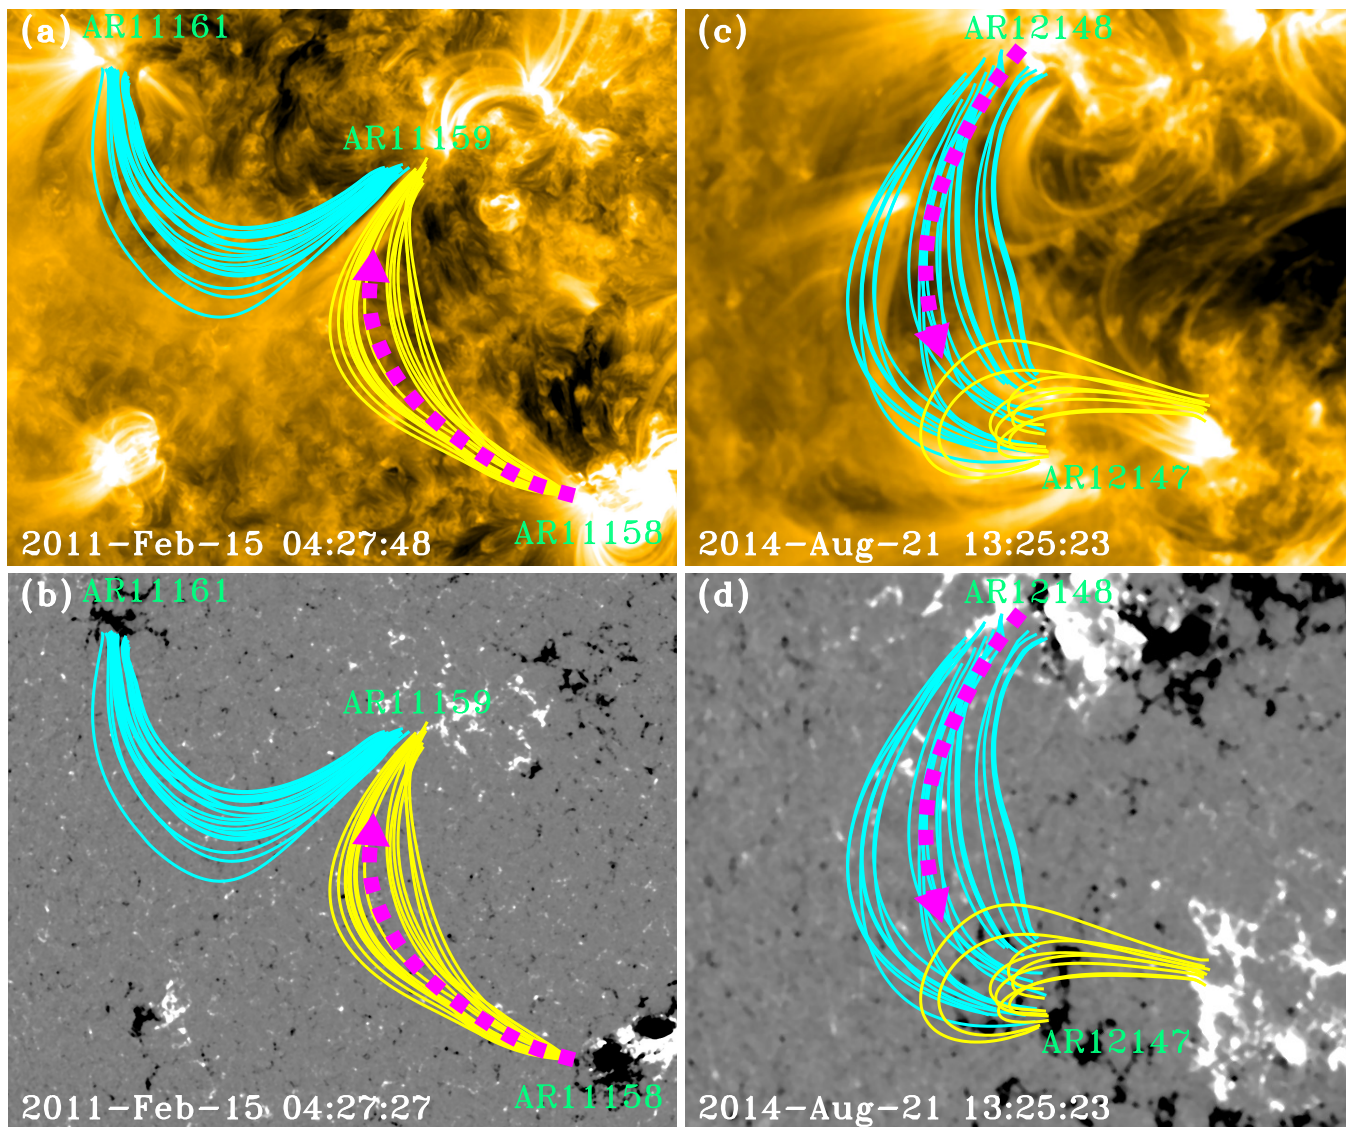 (a) AR11161
AR11159
AR11158
2011-Feb-15 04:27:48
(c) AR12148
AR12147
2014-Aug-21 13:25:23
(b) AR11161
AR11159
AR11158
2011-Feb-15 04:27:27
(d) AR12148
AR12147
2014-Aug-21 13:25:23